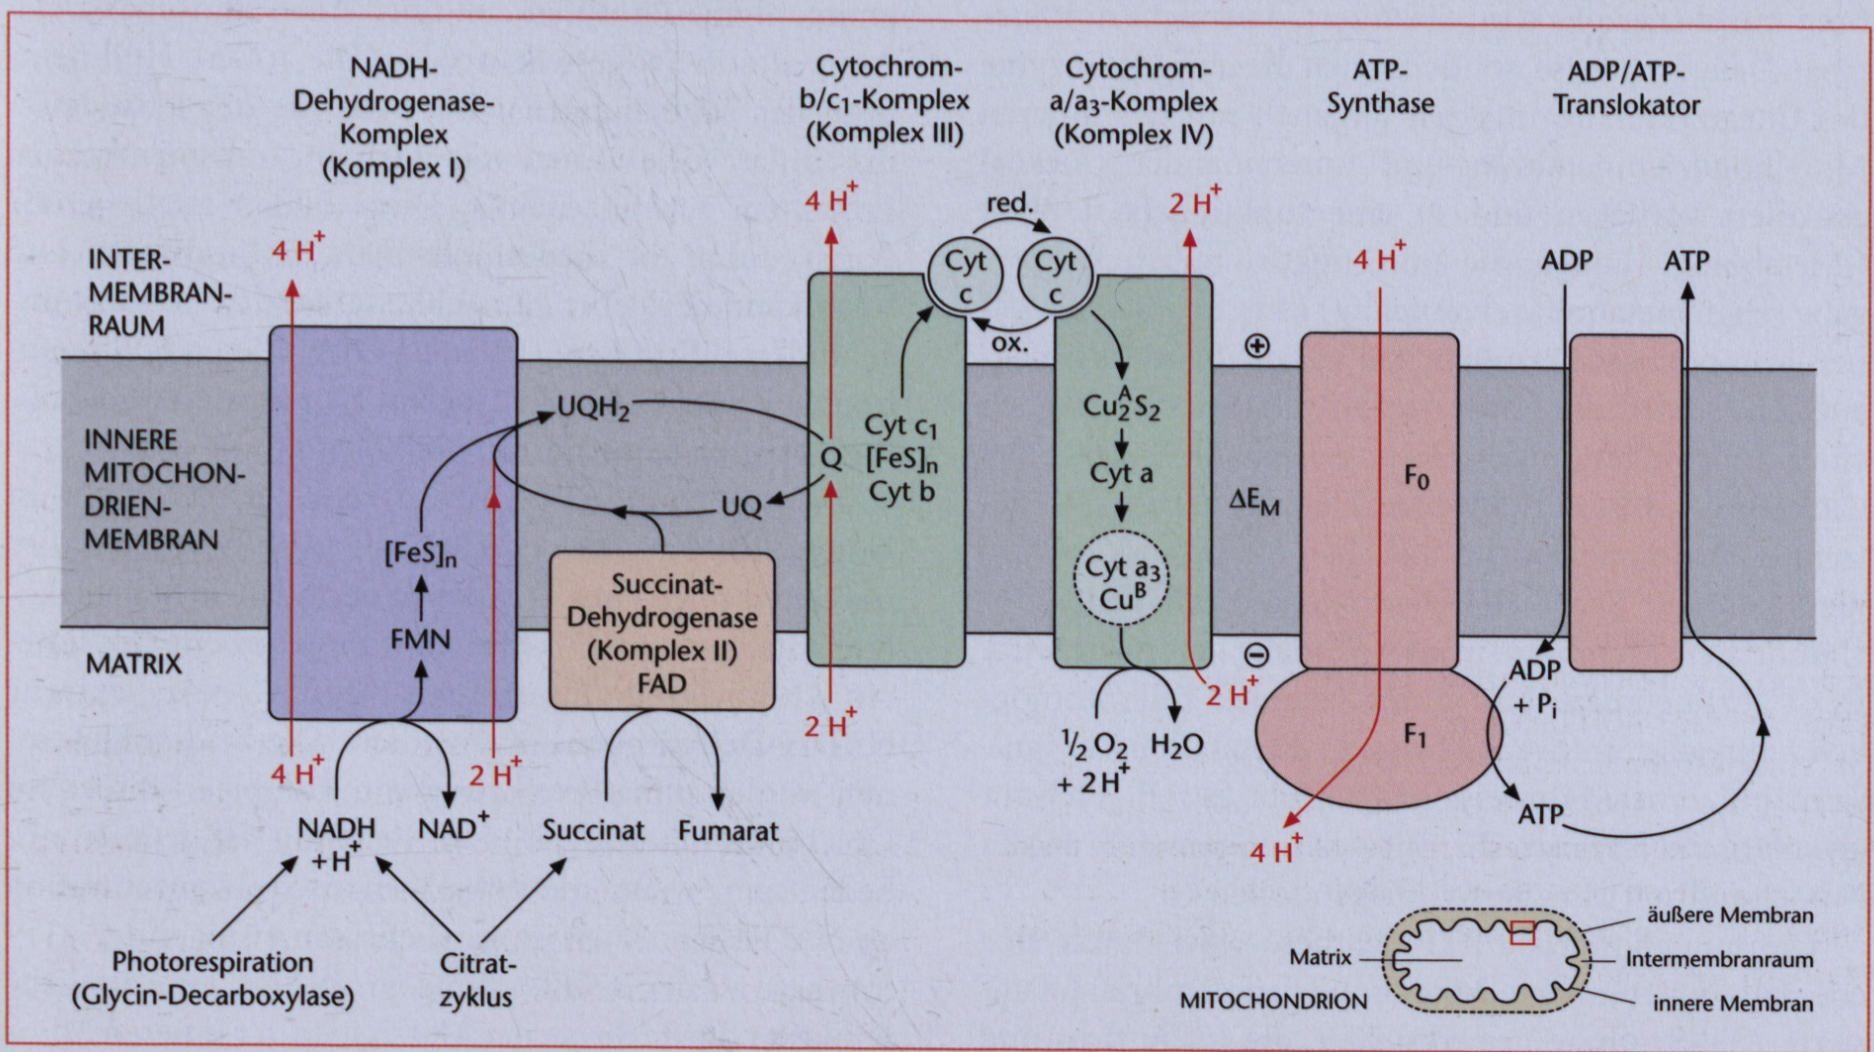 NADH-
Dehydrogenase-
Komplex
(Komplex I)
Cytochrom-
b/c₁-Komplex
(Komplex III)
Cytochrom-
a/a₃-Komplex
(Komplex IV)
ATP-
Synthase
ADP/ATP-
Translokator
INTER-
MEMBRAN-
RAUM
4 H⁺
4 H⁺
red.
Cyt
c
Cyt
c
ox.
2 H⁺
4 H⁺
ADP
ATP
INNERE
MITOCHON-
DRIEN-
MEMBRAN
UQH₂
UQ
Q
Cyt c₁
[FeS]ₙ
Cyt b
Cu₂ᴬS₂
Cyt a
Cyt a₃
Cuᴮ
⊕
ΔEᴍ
⊖
F₀
F₁
[FeS]ₙ
FMN
Succinat-
Dehydrogenase
(Komplex II)
FAD
MATRIX
4 H⁺
2 H⁺
2 H⁺
½ O₂
+ 2H⁺
H₂O
2 H⁺
ADP
+ Pᵢ
ATP
4 H⁺
NADH
+ H⁺
NAD⁺
Succinat
Fumarat
Photorespiration
(Glycin-Decarboxylase)
Citrat-
zyklus
äußere Membran
Matrix
Intermembranraum
MITOCHONDRION
innere Membran